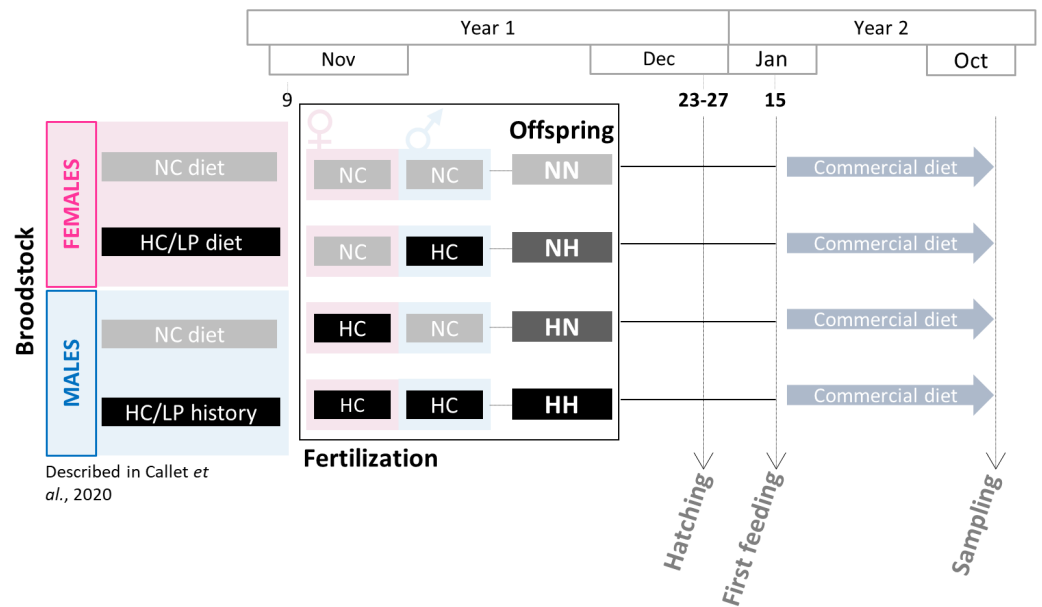 Year 1
Year 2
Nov
Dec
Jan
Oct
9
23-27
15
Broodstock
FEMALES
NC diet
HC/LP diet
MALES
NC diet
HC/LP history
Described in Callet et
al., 2020
♀ ♂
Offspring
NC NC NN Commercial diet
NC HC NH Commercial diet
HC NC HN Commercial diet
HC HC HH Commercial diet
Fertilization
Hatching
First feeding
Sampling